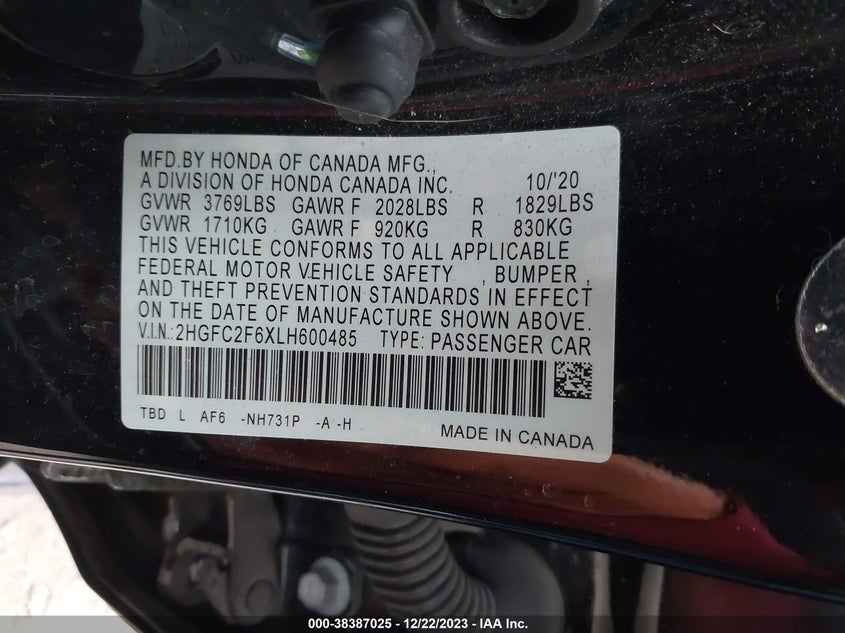 MFD.BY HONDA OF CANADA MFG.,
A DIVISION OF HONDA CANADA INC. 10/'20
GVWR 3769LBS GAWR F 2028LBS R 1829LBS
GVWR 1710KG GAWR F 920KG R 830KG
THIS VEHICLE CONFORMS TO ALL APPLICABLE
FEDERAL MOTOR VEHICLE SAFETY , BUMPER ,
AND THEFT PREVENTION STANDARDS IN EFFECT
ON THE DATE OF MANUFACTURE SHOWN ABOVE.
V.I.N.:2HGFC2F6XLH600485 TYPE: PASSENGER CAR
TBD L AF6 -NH731P -A -H
MADE IN CANADA
000-38387025 - 12/22/2023 - IAA Inc.